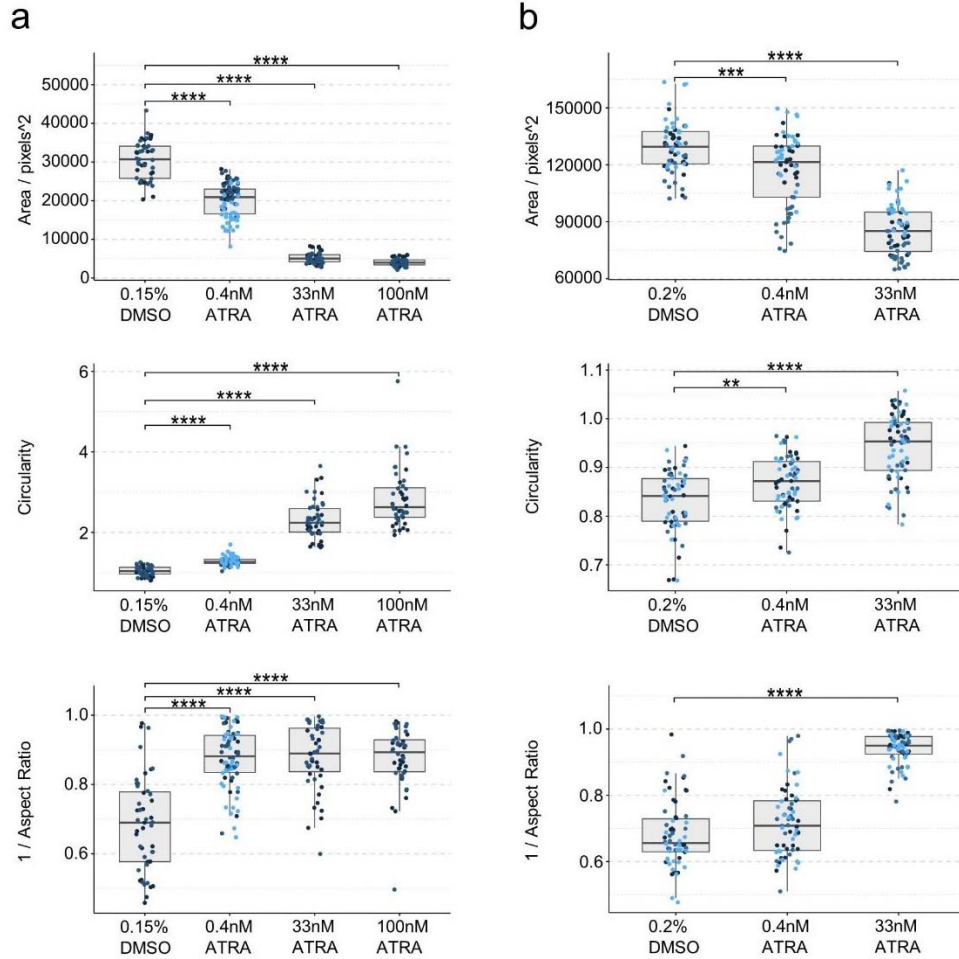 a
b
****
****
****
Area / pixels^2
50000
40000
30000
20000
10000
0
0.15%
DMSO
0.4nM
ATRA
33nM
ATRA
100nM
ATRA
****
***
Area / pixels^2
150000
120000
90000
60000
0.2%
DMSO
0.4nM
ATRA
33nM
ATRA
****
****
****
Circularity
6
4
2
0.15%
DMSO
0.4nM
ATRA
33nM
ATRA
100nM
ATRA
****
**
Circularity
1.1
1.0
0.9
0.8
0.7
0.2%
DMSO
0.4nM
ATRA
33nM
ATRA
****
****
****
1 / Aspect Ratio
1.0
0.8
0.6
0.15%
DMSO
0.4nM
ATRA
33nM
ATRA
100nM
ATRA
****
1 / Aspect Ratio
1.0
0.8
0.6
0.2%
DMSO
0.4nM
ATRA
33nM
ATRA